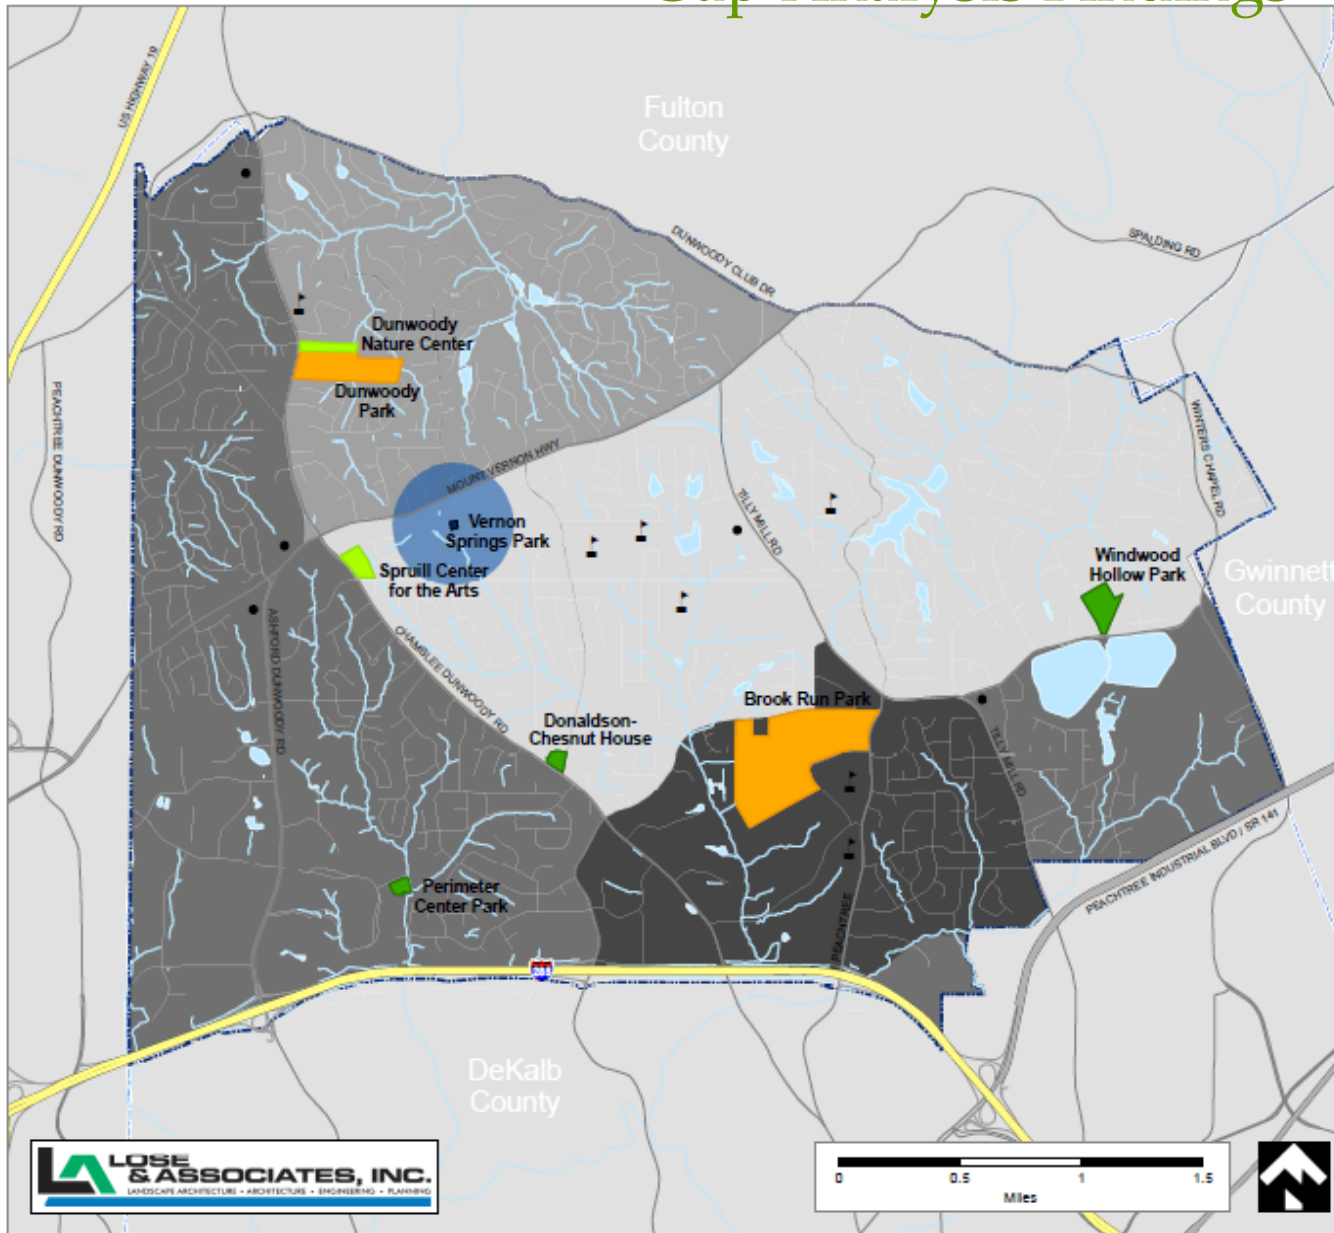 Gap Analysis Findings
US HIGHWAY 19
Fulton
County
DUNWOODY CLUB DR
SPALDING RD
Dunwoody
Nature Center
Dunwoody
Park
PEACHTREE DUNWOODY RD
WINTERS CHAPEL RD
MOUNT VERNON HWY
TILLY MILL RD
Vernon
Springs Park
Spruill Center
for the Arts
Windwood
Hollow Park
Gwinnett
County
ASHFORD DUNWOODY RD
CHAMBLEE DUNWOODY RD
Brook Run Park
Donaldson-
Chesnut House
TILLY MILL RD
PEACHTREE INDUSTRIAL BLVD / SR 141
Perimeter
Center Park
PEACHTREE
285
DeKalb
County
LA LOSE
& ASSOCIATES, INC.
LANDSCAPE ARCHITECTURE • ARCHITECTURE • ENGINEERING • PLANNING
0 0.5 1 1.5
Miles